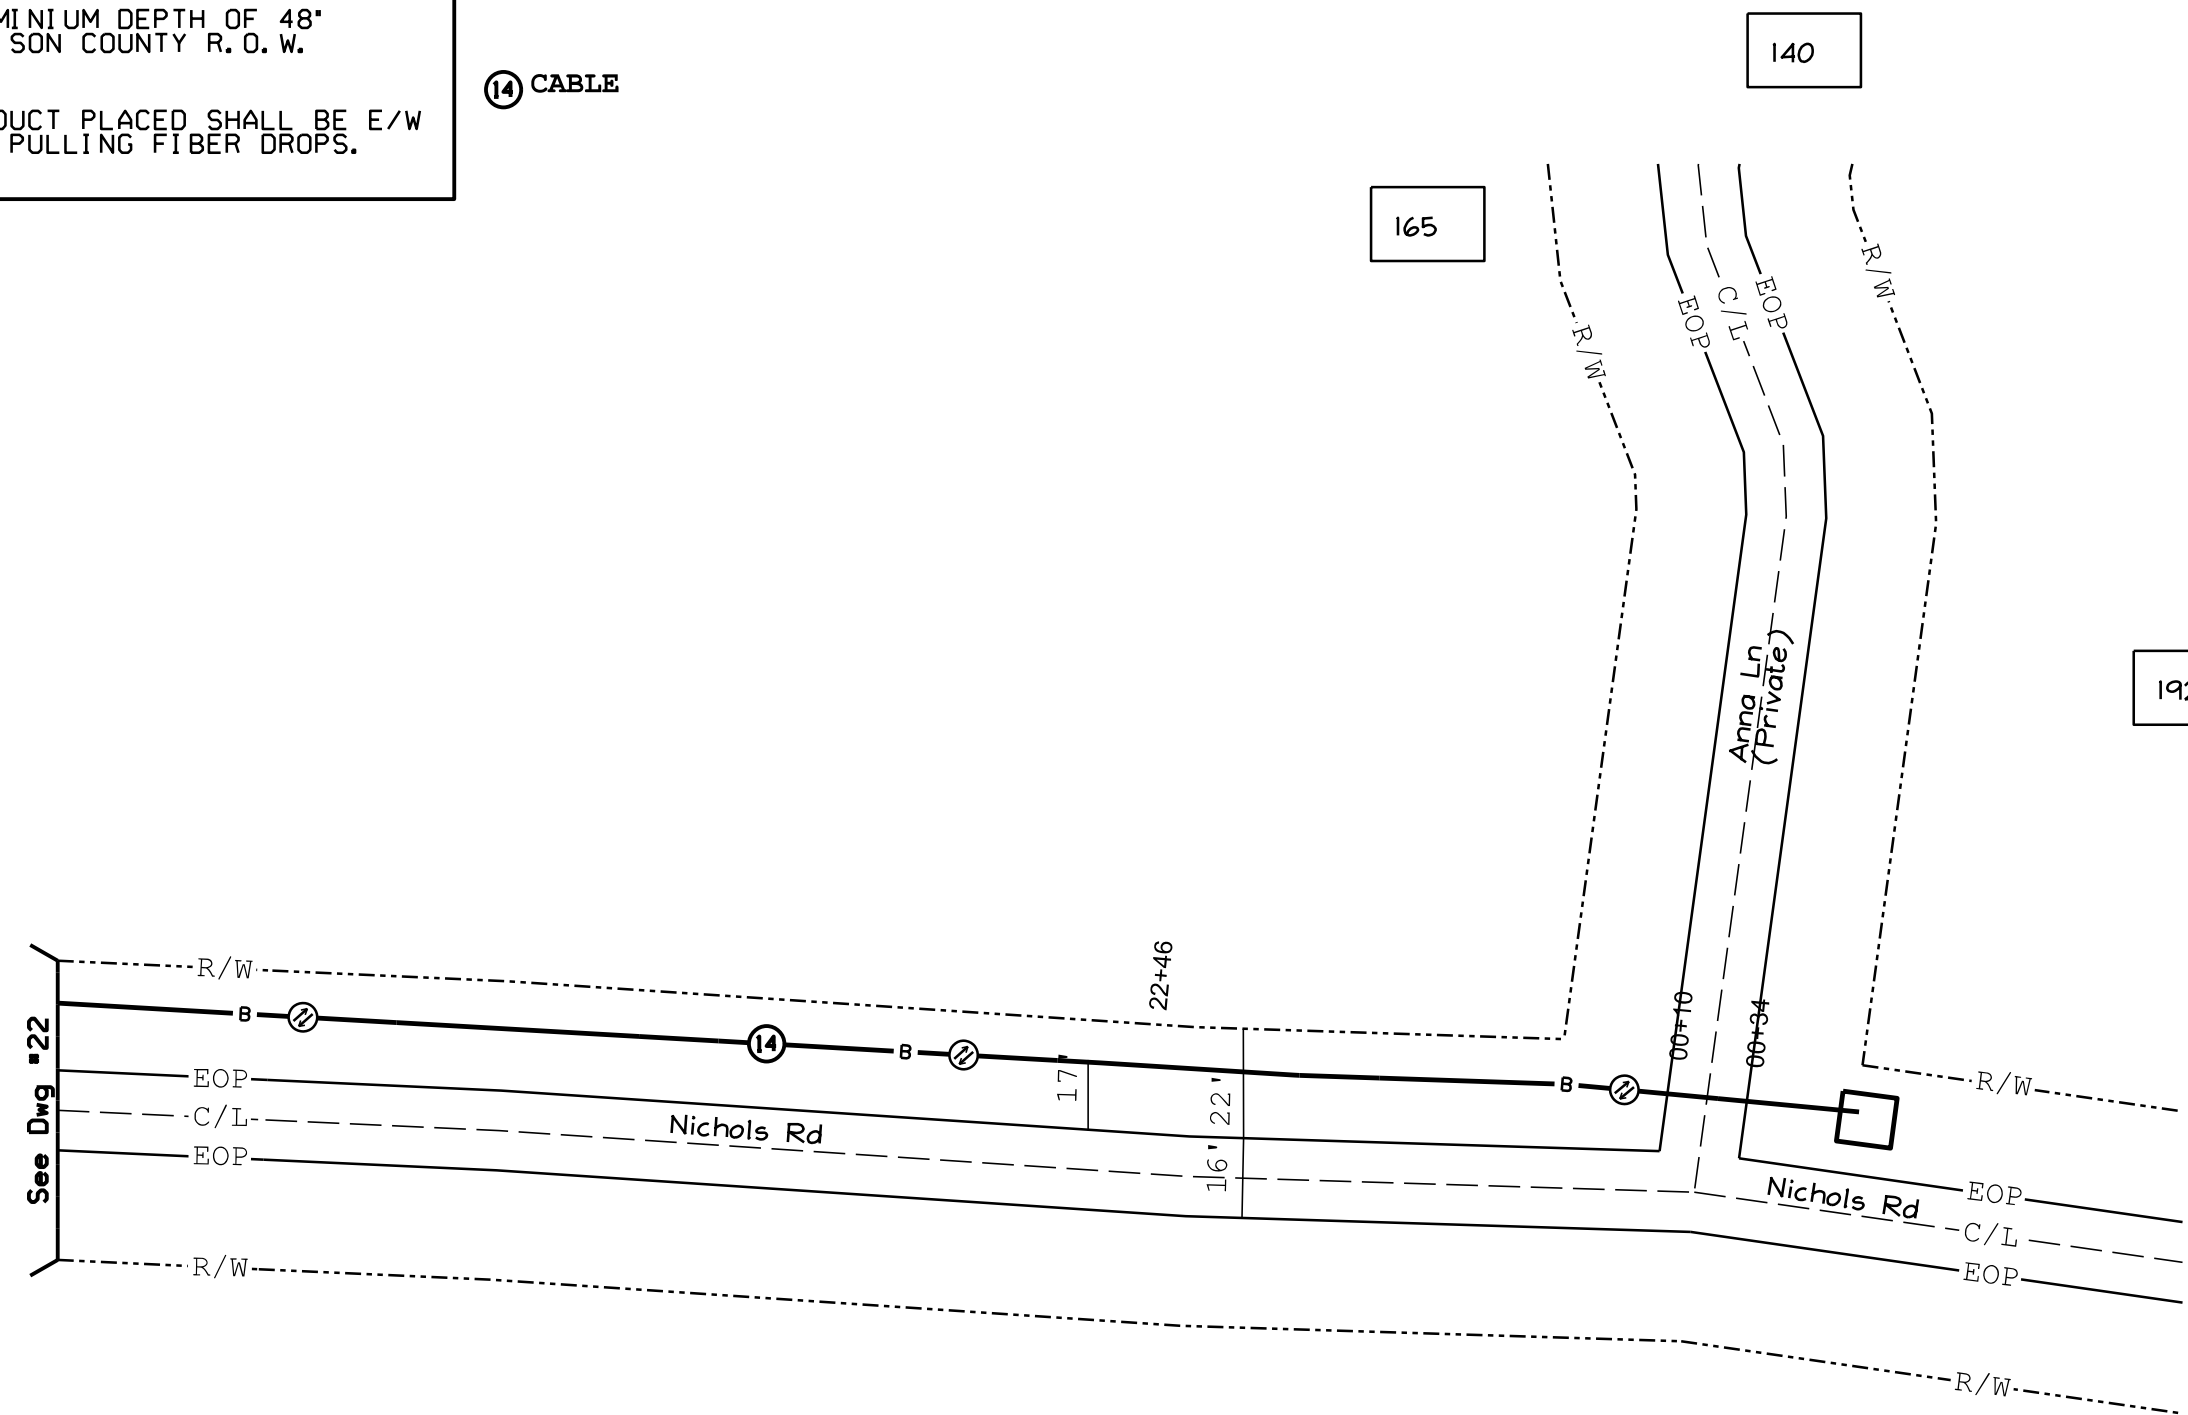 MINIUM DEPTH OF 48"
SON COUNTY R.O.W.
DUCT PLACED SHALL BE E/W
PULLING FIBER DROPS.
14 CABLE
140
165
R/W
R/W
EOP
C/L
EOP
Anna Ln
(Private)
22+46
00+10
00+34
See Dwg #22
R/W
B
14
B
B
17'
22'
16'
EOP
C/L
EOP
R/W
Nichols Rd
Nichols Rd
R/W
EOP
C/L
EOP
R/W